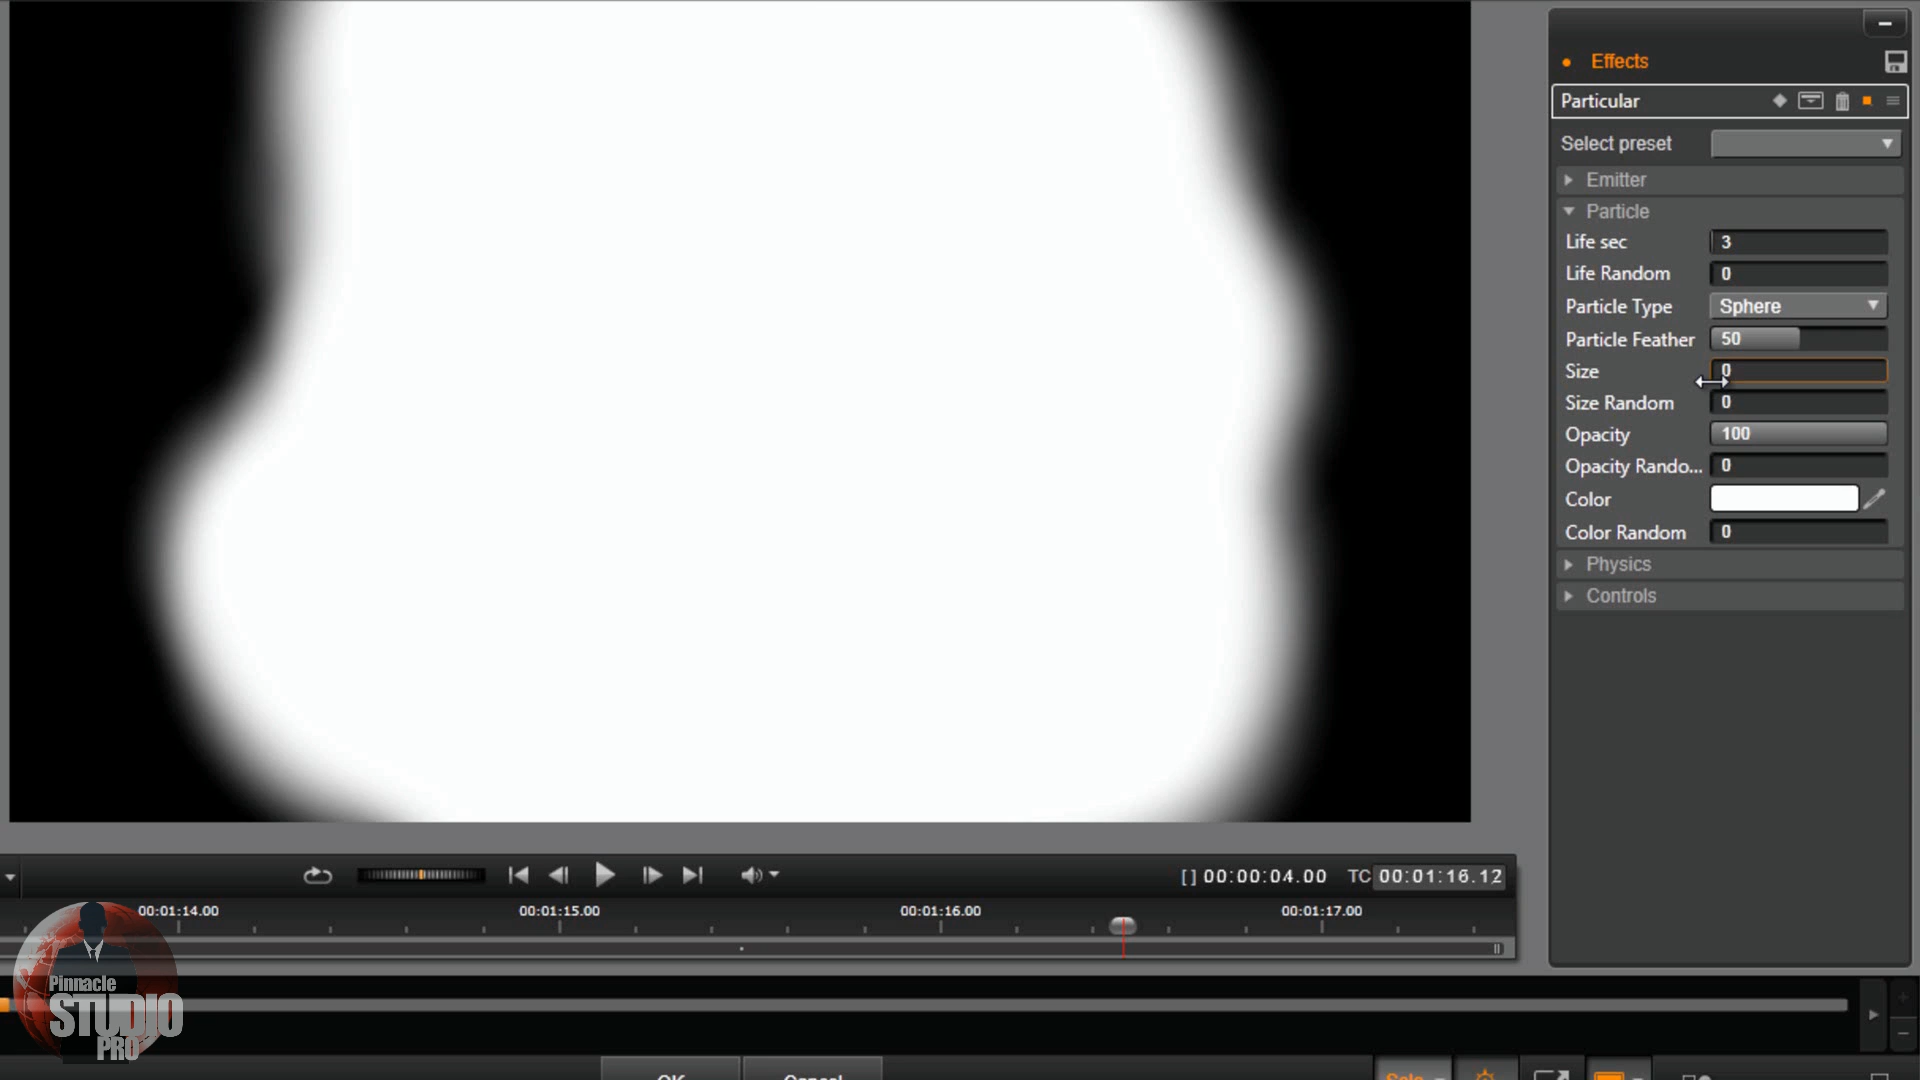 Effects
Particular
Select preset
Emitter
Particle
Life sec 3
Life Random 0
Particle Type Sphere
Particle Feather 50
Size 0
Size Random 0
Opacity 100
Opacity Rando... 0
Color
Color Random 0
Physics
Controls
[] 00:00:04.00 TC 00:01:16.12
00:01:14.00 00:01:15.00 00:01:16.00 00:01:17.00
Pinnacle
STUDIO
PRO
OK Cancel Solo